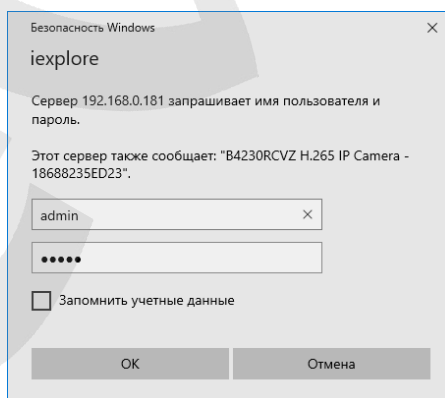 Безопасность Windows
iexplore
Сервер 192.168.0.181 запрашивает имя пользователя и
пароль.
Этот сервер также сообщает: "B4230RCVZ H.265 IP Camera -
18688235ED23".
admin
•••••
Запомнить учетные данные
ОК
Отмена